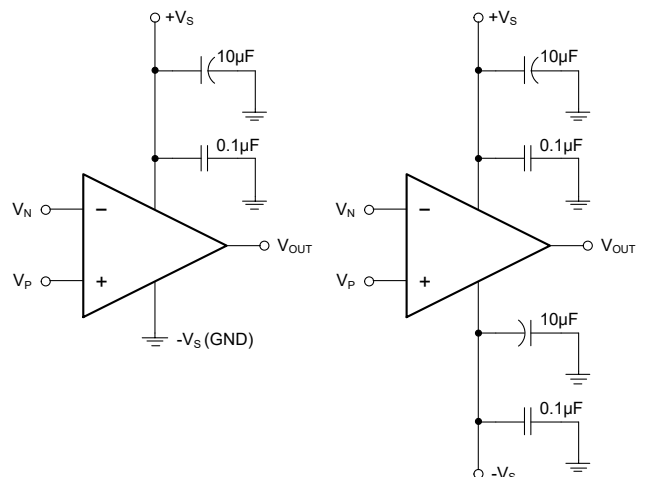 +VS
10µF
0.1µF
VN
−
VP
+
VOUT
-VS (GND)
+VS
10µF
0.1µF
VN
−
VP
+
VOUT
10µF
0.1µF
-VS